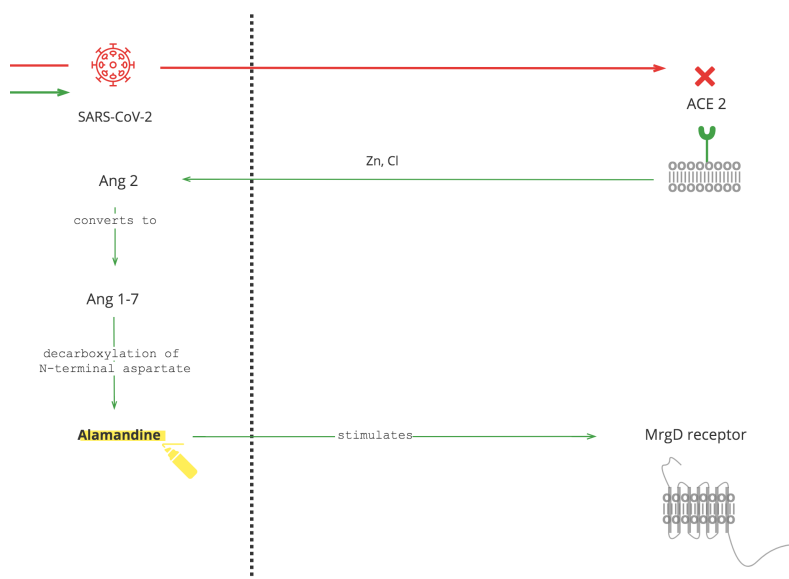 SARS-CoV-2
ACE 2
Zn, Cl
Ang 2
converts to
Ang 1-7
decarboxylation of
N-terminal aspartate
Alamandine
stimulates
MrgD receptor